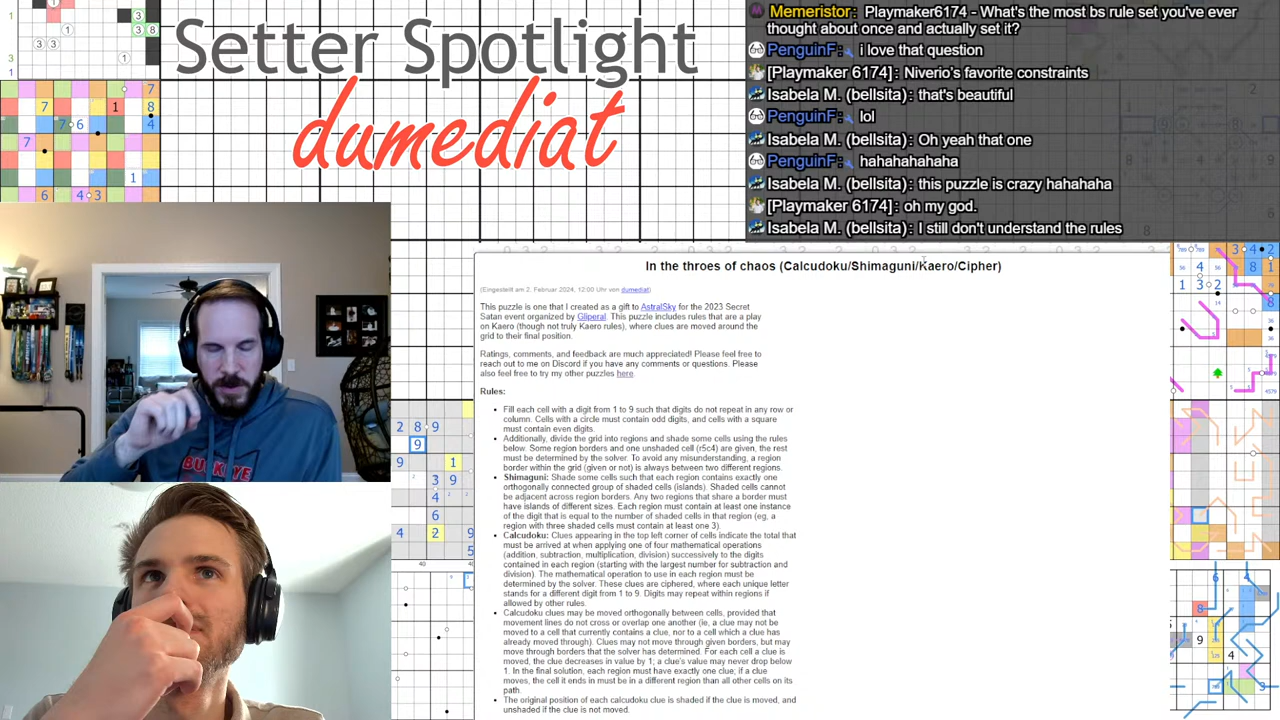 Setter Spotlight
dumediat
Memeristor: Playmaker6174 - What's the most bs rule set you've ever
thought about once and actually set it?
PenguinF: i love that question
[Playmaker 6174]: Niverio's favorite constraints
Isabela M. (bellsita): that's beautiful
PenguinF: lol
Isabela M. (bellsita): Oh yeah that one
PenguinF: hahahahahaha
Isabela M. (bellsita): this puzzle is crazy hahahaha
[Playmaker 6174]: oh my god.
Isabela M. (bellsita): I still don't understand the rules
In the throes of chaos (Calcudoku/Shimaguni/Kaero/Cipher)
(Eingestellt am 2. Februar 2024, 12:00 Uhr von dumediat)
This puzzle is one that I created as a gift to AstralSky for the 2023 Secret
Satan event organized by Gliperal. This puzzle includes rules that are a play
on Kaero (though not truly Kaero rules), where clues are moved around the
grid to their final position.
Ratings, comments, and feedback are much appreciated! Please feel free to
reach out to me on Discord if you have any comments or questions. Please
also feel free to try my other puzzles here.
Rules:
Fill each cell with a digit from 1 to 9 such that digits do not repeat in any row or
column. Cells with a circle must contain odd digits, and cells with a square
must contain even digits.
Additionally, divide the grid into regions and shade some cells using the rules
below. Some region borders and one unshaded cell (r5c4) are given, the rest
must be determined by the solver. To avoid any misunderstanding, a region
border within the grid (given or not) is always between two different regions.
Shimaguni: Shade some cells such that each region contains exactly one
orthogonally connected group of shaded cells (islands). Shaded cells cannot
be adjacent across region borders. Any two regions that share a border must
have islands of different sizes. Each region must contain at least one instance
of the digit that is equal to the number of shaded cells in that region (eg, a
region with three shaded cells must contain at least one 3).
Calcudoku: Clues appearing in the top left corner of cells indicate the total that
must be arrived at when applying one of four mathematical operations
(addition, subtraction, multiplication, division) successively to the digits
contained in each region (starting with the largest number for subtraction and
division). The mathematical operation to use in each region must be
determined by the solver. These clues are ciphered, where each unique letter
stands for a different digit from 1 to 9. Digits may repeat within regions if
allowed by other rules.
Calcudoku clues may be moved orthogonally between cells, provided that
movement lines do not cross or overlap one another (ie, a clue may not be
moved to a cell that currently contains a clue, nor to a cell which a clue has
already moved through). Clues may not move through given borders, but may
move through borders that the solver has determined. For each cell a clue is
moved, the clue decreases in value by 1; a clue's value may never drop below
1. In the final solution, each region must have exactly one clue; if a clue
moves, the cell it ends in must be in a different region than all other cells on its
path.
The original position of each calcudoku clue is shaded if the clue is moved, and
unshaded if the clue is not moved.